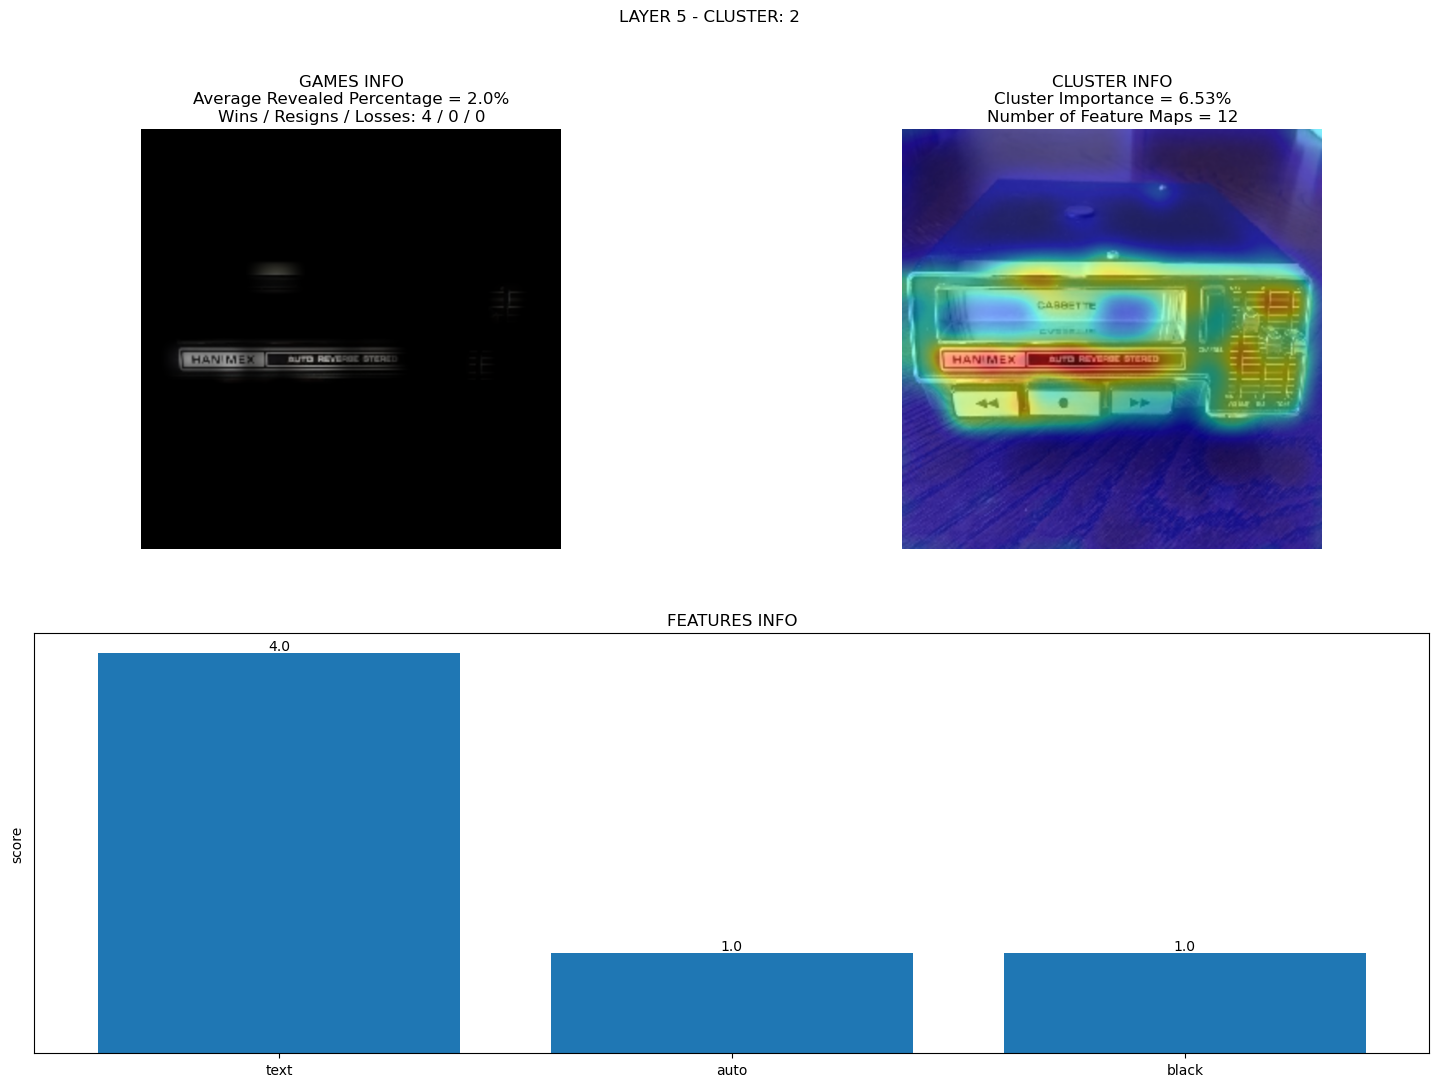 LAYER 5 - CLUSTER: 2
GAMES INFO
Average Revealed Percentage = 2.0%
Wins / Resigns / Losses: 4 / 0 / 0
HANIMEX AUTO REVERSE STEREO
CLUSTER INFO
Cluster Importance = 6.53%
Number of Feature Maps = 12
CASSETTE
HANIMEX AUTO REVERSE STEREO
FEATURES INFO
score
4.0
1.0
1.0
text
auto
black